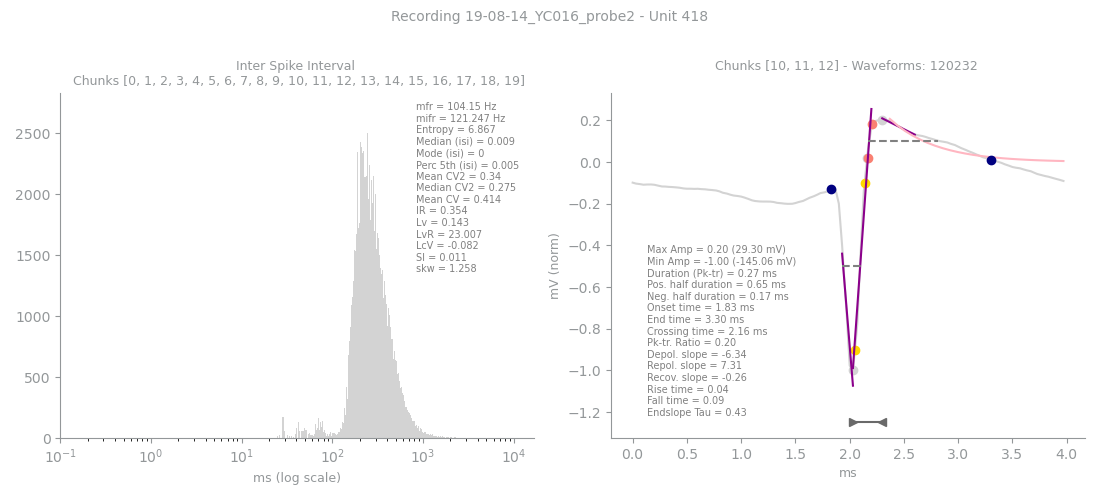 Recording 19-08-14_YC016_probe2 - Unit 418
Inter Spike Interval
Chunks [0, 1, 2, 3, 4, 5, 6, 7, 8, 9, 10, 11, 12, 13, 14, 15, 16, 17, 18, 19]
2500
2000
1500
1000
500
0
mfr = 104.15 Hz
mifr = 121.247 Hz
Entropy = 6.867
Median (isi) = 0.009
Mode (isi) = 0
Perc 5th (isi) = 0.005
Mean CV2 = 0.34
Median CV2 = 0.275
Mean CV = 0.414
IR = 0.354
Lv = 0.143
LvR = 23.007
LcV = -0.082
SI = 0.011
skw = 1.258
10⁻¹ 10⁰ 10¹ 10² 10³ 10⁴
ms (log scale)
Chunks [10, 11, 12] - Waveforms: 120232
mV (norm)
0.2
0.0
−0.2
−0.4
−0.6
−0.8
−1.0
−1.2
Max Amp = 0.20 (29.30 mV)
Min Amp = -1.00 (-145.06 mV)
Duration (Pk-tr) = 0.27 ms
Pos. half duration = 0.65 ms
Neg. half duration = 0.17 ms
Onset time = 1.83 ms
End time = 3.30 ms
Crossing time = 2.16 ms
Pk-tr. Ratio = 0.20
Depol. slope = -6.34
Repol. slope = 7.31
Recov. slope = -0.26
Rise time = 0.04
Fall time = 0.09
Endslope Tau = 0.43
0.0 0.5 1.0 1.5 2.0 2.5 3.0 3.5 4.0
ms